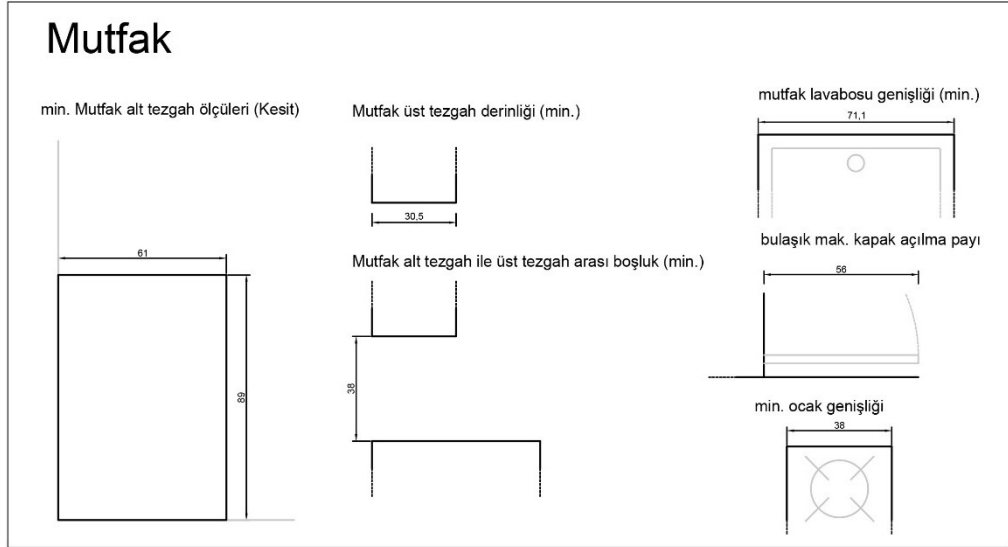 Mutfak
min. Mutfak alt tezgah ölçüleri (Kesit)
61
89
Mutfak üst tezgah derinliği (min.)
30,5
Mutfak alt tezgah ile üst tezgah arası boşluk (min.)
38
mutfak lavabosu genişliği (min.)
71,1
bulaşık mak. kapak açılma payı
56
min. ocak genişliği
38